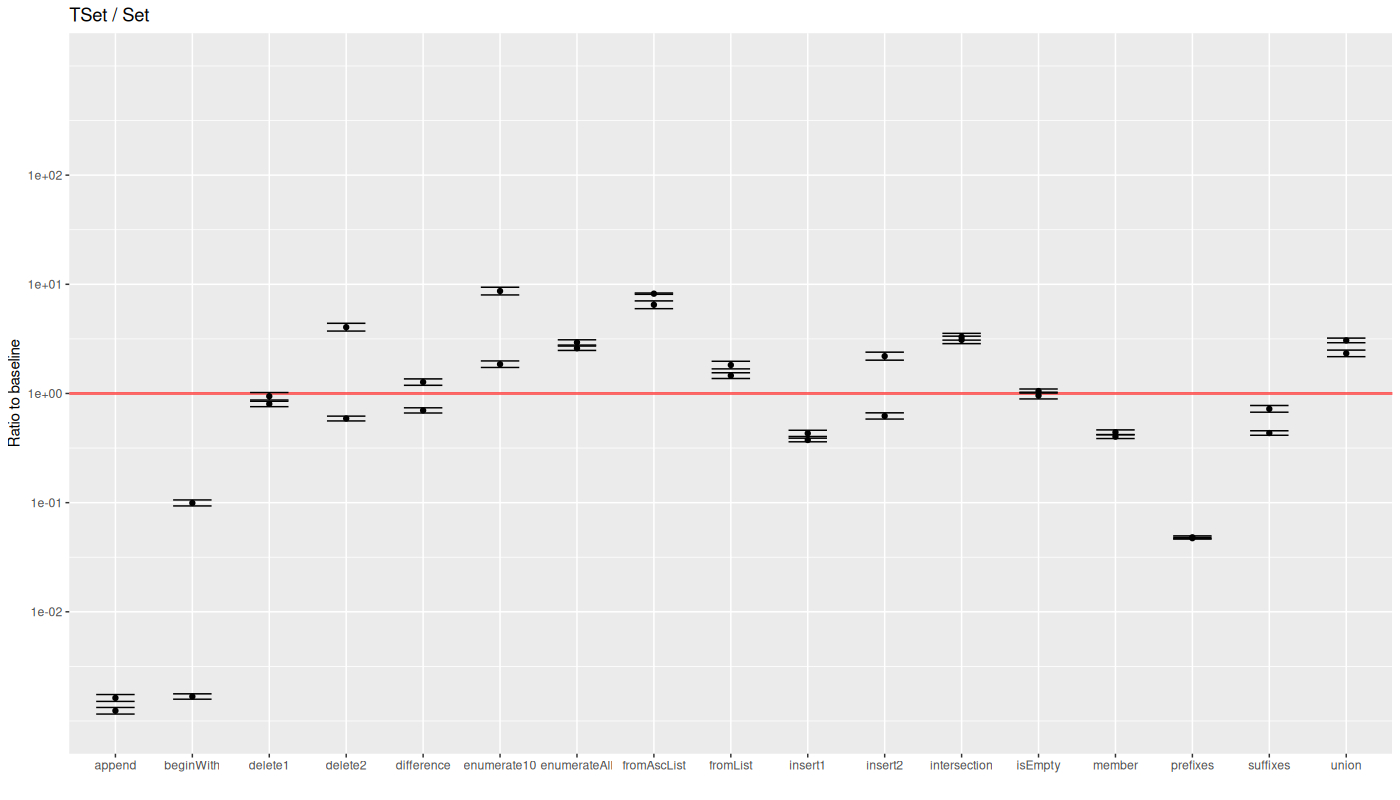 TSet / Set
Ratio to baseline
1e+02
1e+01
1e+00
1e-01
1e-02
append beginWith delete1 delete2 difference enumerate10 enumerateAll fromAscList fromList insert1 insert2 intersection isEmpty member prefixes suffixes union